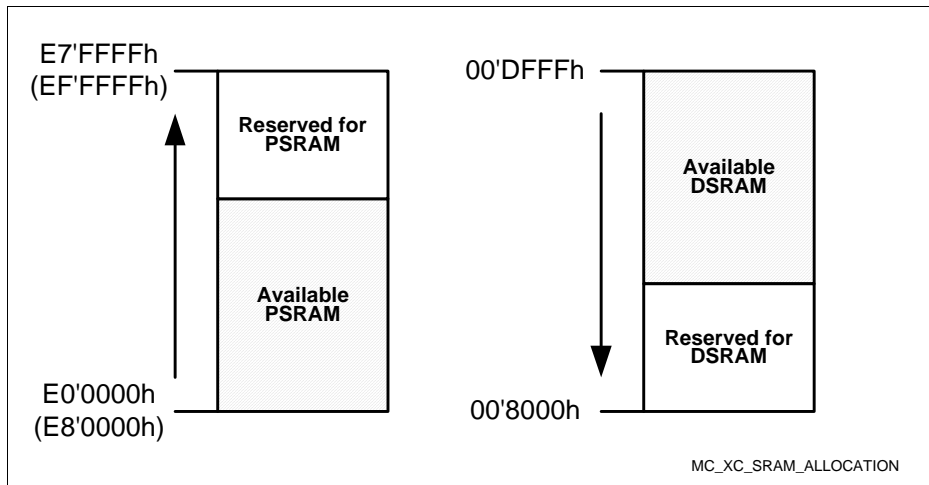 E7'FFFFh
(EF'FFFFh)
Reserved for
PSRAM
Available
PSRAM
E0'0000h
(E8'0000h)
00'DFFFh
Available
DSRAM
Reserved for
DSRAM
00'8000h
MC_XC_SRAM_ALLOCATION